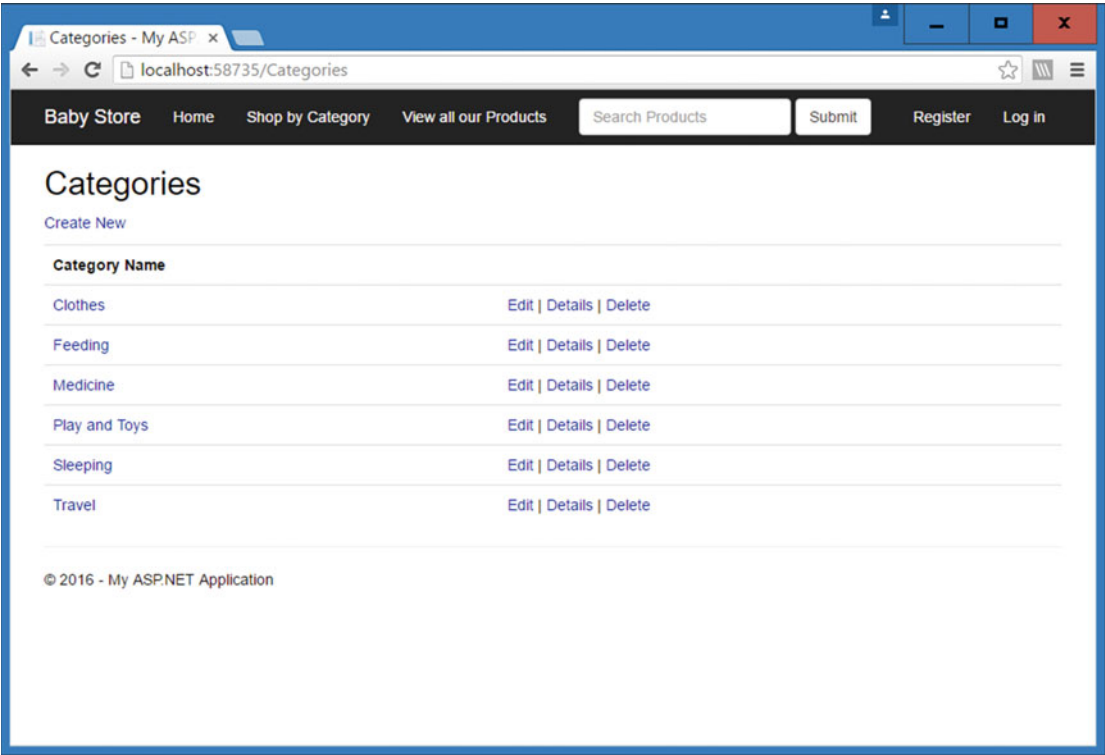 Categories - My ASP
localhost:58735/Categories
Baby Store Home Shop by Category View all our Products Search Products Submit Register Log in
Categories
Create New
Category Name
Clothes Edit | Details | Delete
Feeding Edit | Details | Delete
Medicine Edit | Details | Delete
Play and Toys Edit | Details | Delete
Sleeping Edit | Details | Delete
Travel Edit | Details | Delete
© 2016 - My ASP.NET Application